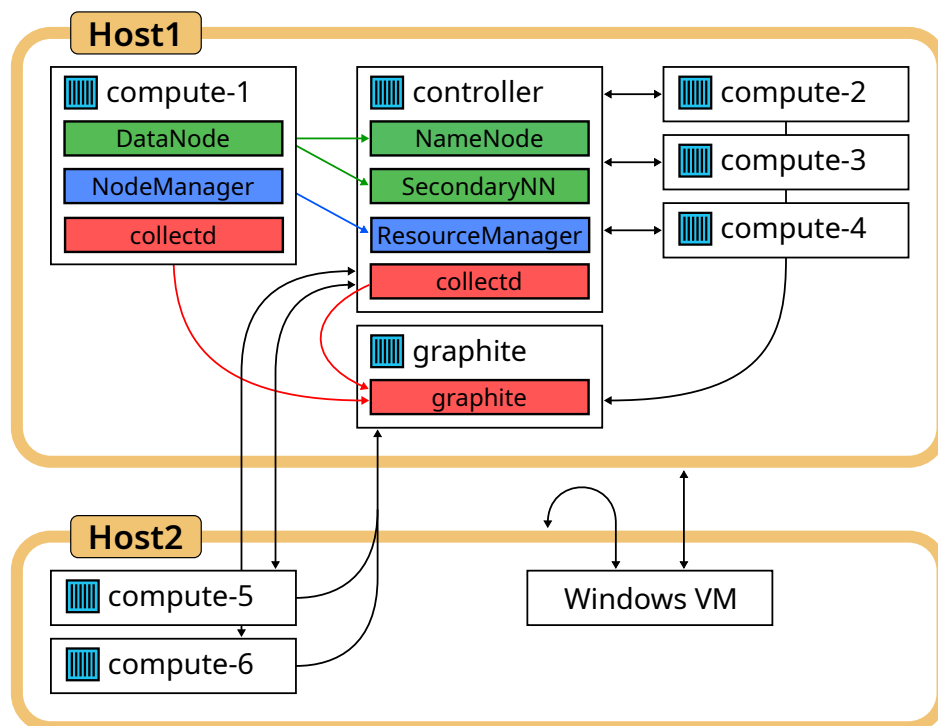 Host1
compute-1
DataNode
NodeManager
collectd
controller
NameNode
SecondaryNN
ResourceManager
collectd
graphite
graphite
compute-2
compute-3
compute-4
Host2
compute-5
compute-6
Windows VM